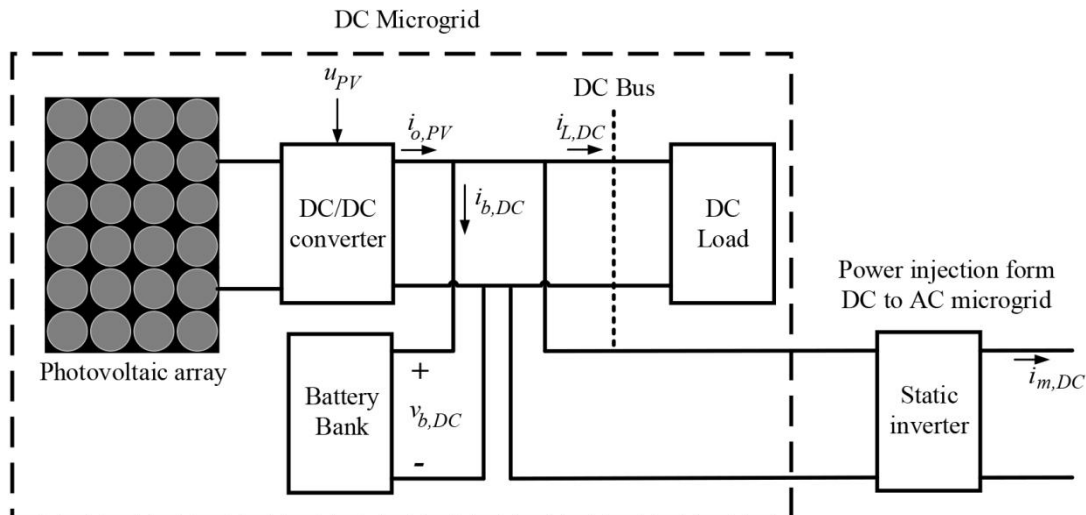 DC Microgrid
u_PV
DC Bus
i_o,PV
i_L,DC
DC/DC
converter
i_b,DC
DC
Load
Power injection form
DC to AC microgrid
Photovoltaic array
Battery
Bank
+
v_b,DC
-
Static
inverter
i_m,DC